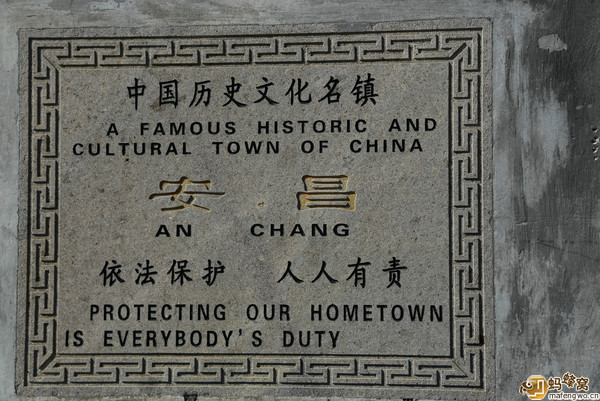 中国历史文化名镇
A FAMOUS HISTORIC AND
CULTURAL TOWN OF CHINA
安 昌
AN CHANG
依法保护 人人有责
PROTECTING OUR HOMETOWN
IS EVERYBODY'S DUTY
蚂蜂窝
mafengwo.cn